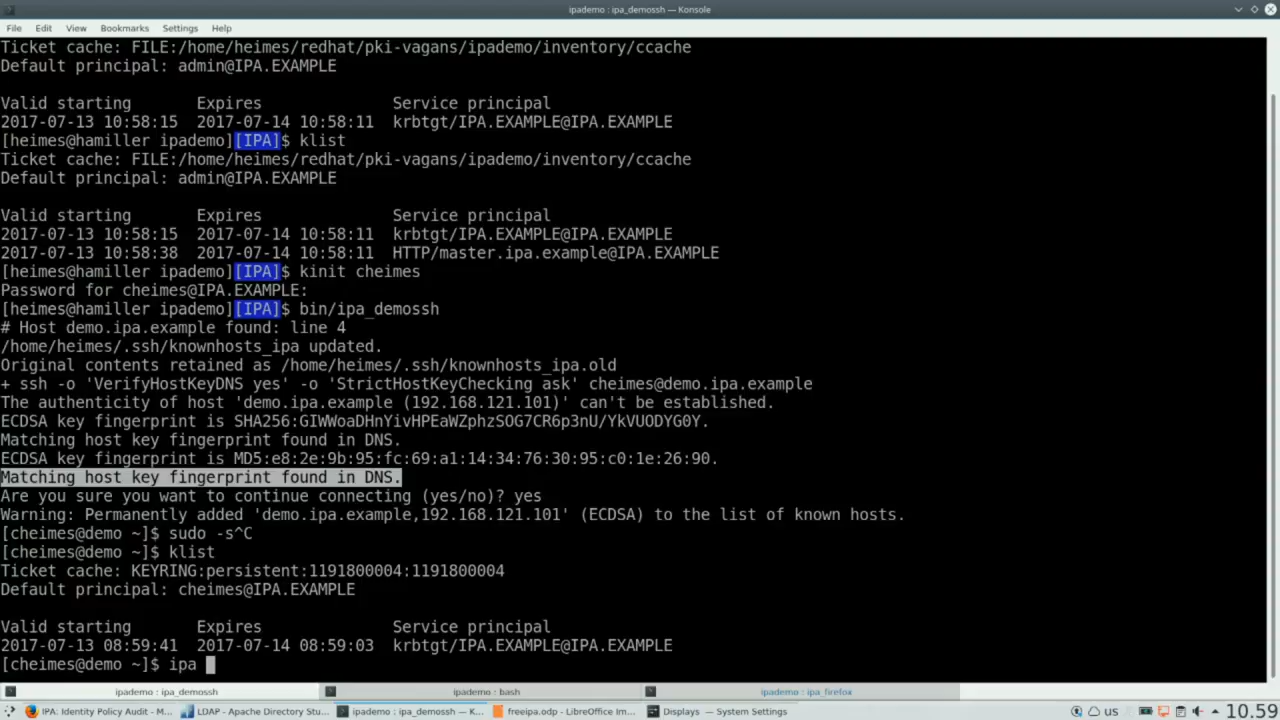 ipademo : ipa_demossh — Konsole
File Edit View Bookmarks Settings Help
Ticket cache: FILE:/home/heimes/redhat/pki-vagans/ipademo/inventory/ccache
Default principal: admin@IPA.EXAMPLE
Valid starting Expires Service principal
2017-07-13 10:58:15 2017-07-14 10:58:11 krbtgt/IPA.EXAMPLE@IPA.EXAMPLE
[heimes@hamiller ipademo][IPA]$ klist
Ticket cache: FILE:/home/heimes/redhat/pki-vagans/ipademo/inventory/ccache
Default principal: admin@IPA.EXAMPLE
Valid starting Expires Service principal
2017-07-13 10:58:15 2017-07-14 10:58:11 krbtgt/IPA.EXAMPLE@IPA.EXAMPLE
2017-07-13 10:58:38 2017-07-14 10:58:11 HTTP/master.ipa.example@IPA.EXAMPLE
[heimes@hamiller ipademo][IPA]$ kinit cheimes
Password for cheimes@IPA.EXAMPLE:
[heimes@hamiller ipademo][IPA]$ bin/ipa_demossh
# Host demo.ipa.example found: line 4
/home/heimes/.ssh/knownhosts_ipa updated.
Original contents retained as /home/heimes/.ssh/knownhosts_ipa.old
+ ssh -o 'VerifyHostKeyDNS yes' -o 'StrictHostKeyChecking ask' cheimes@demo.ipa.example
The authenticity of host 'demo.ipa.example (192.168.121.101)' can't be established.
ECDSA key fingerprint is SHA256:GIWWoaDHnYivHPEaWZphzSOG7CR6p3nU/YkVUODYG0Y.
Matching host key fingerprint found in DNS.
ECDSA key fingerprint is MD5:e8:2e:9b:95:fc:69:a1:14:34:76:30:95:c0:1e:26:90.
Matching host key fingerprint found in DNS.
Are you sure you want to continue connecting (yes/no)? yes
Warning: Permanently added 'demo.ipa.example,192.168.121.101' (ECDSA) to the list of known hosts.
[cheimes@demo ~]$ sudo -s^C
[cheimes@demo ~]$ klist
Ticket cache: KEYRING:persistent:1191800004:1191800004
Default principal: cheimes@IPA.EXAMPLE
Valid starting Expires Service principal
2017-07-13 08:59:41 2017-07-14 08:59:03 krbtgt/IPA.EXAMPLE@IPA.EXAMPLE
[cheimes@demo ~]$ ipa
ipademo : ipa_demossh ipademo : bash ipademo : ipa_firefox
IPA: Identity Policy Audit - M... LDAP - Apache Directory Stu... ipademo : ipa_demossh — K... freeipa.odp - LibreOffice Im... Displays — System Settings us 10.59